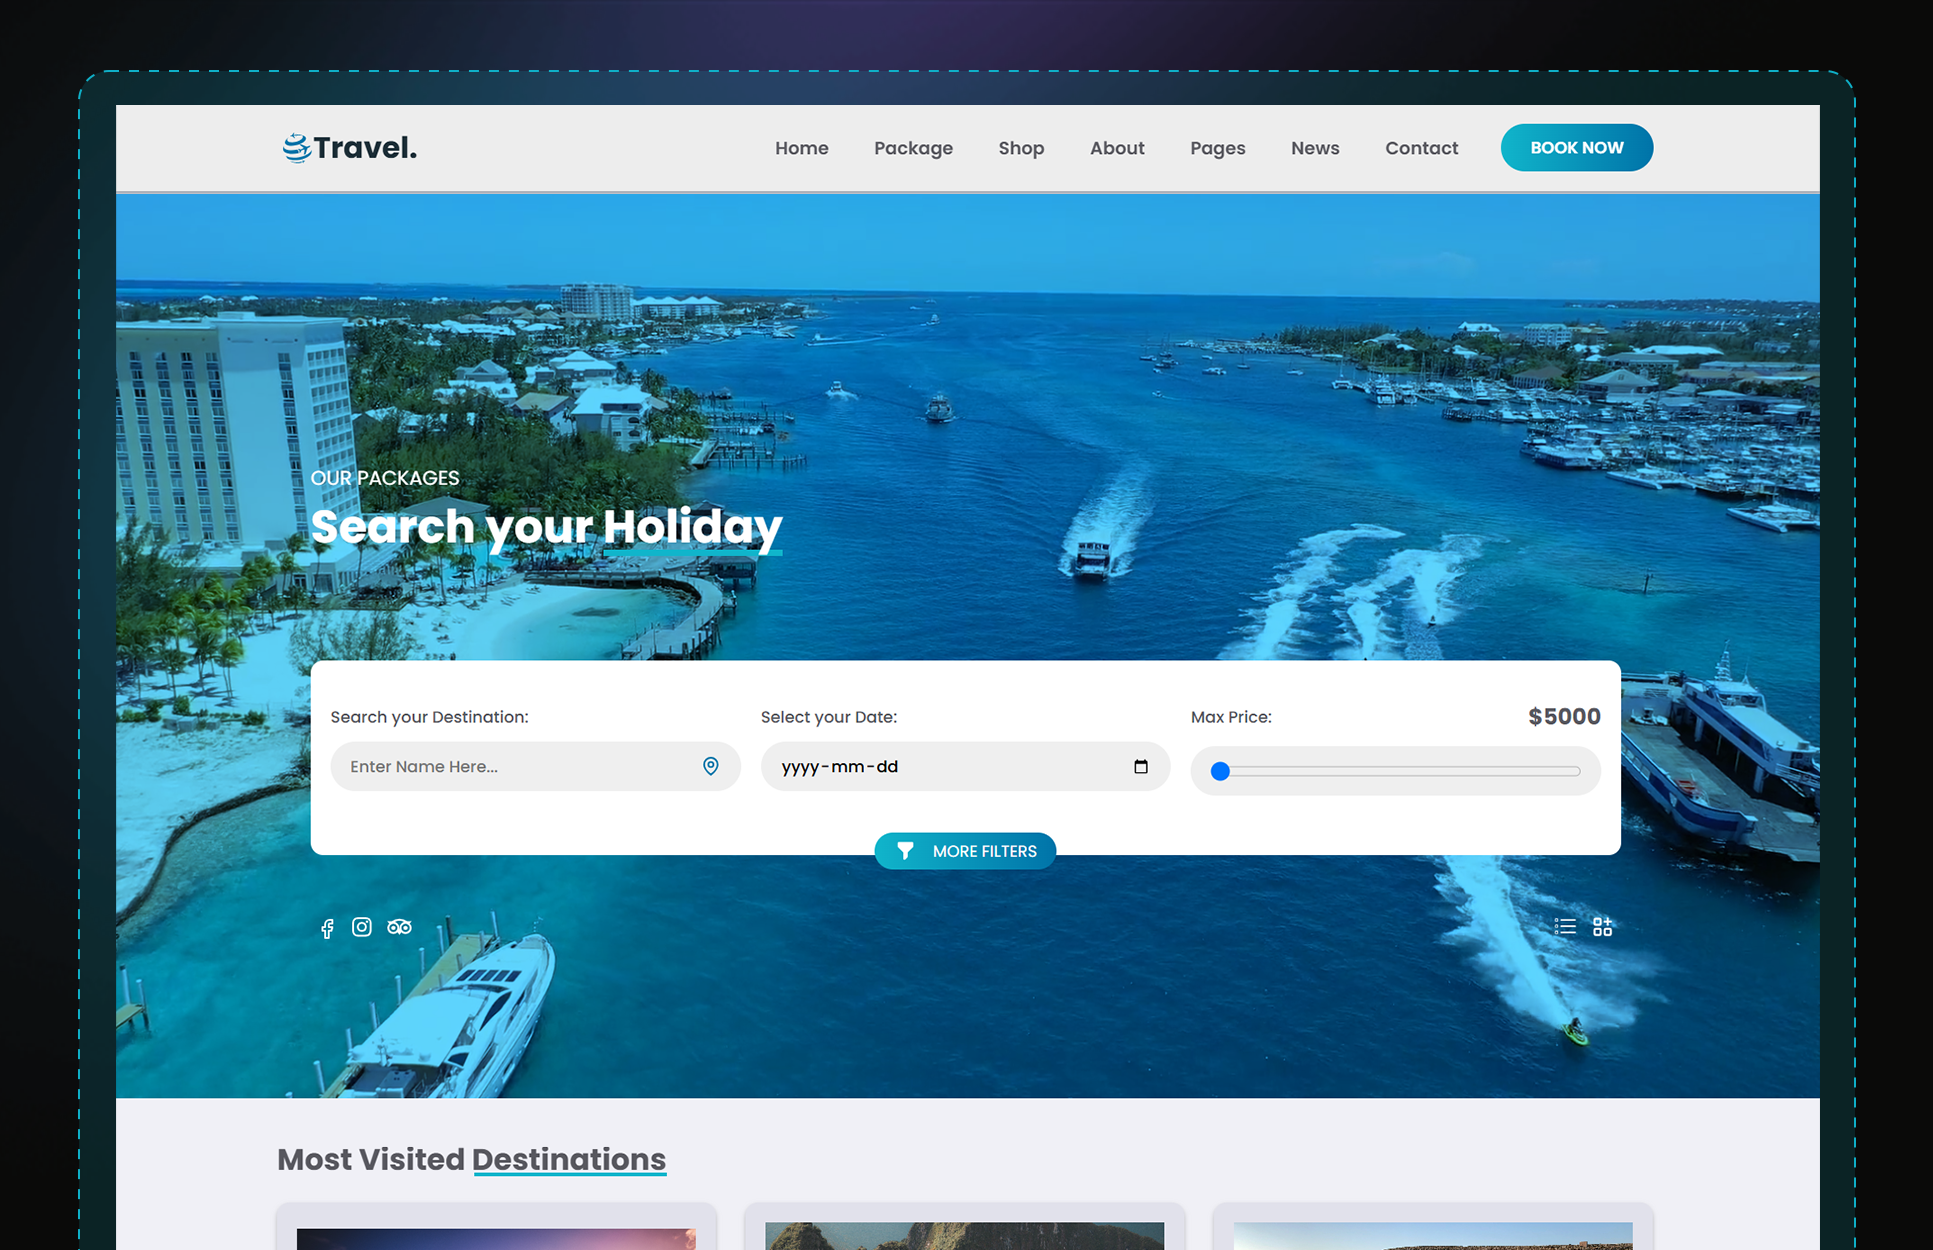 Travel.
Home Package Shop About Pages News Contact BOOK NOW
OUR PACKAGES
Search your Holiday
Search your Destination:
Enter Name Here...
Select your Date:
yyyy-mm-dd
Max Price: $5000
MORE FILTERS
Most Visited Destinations